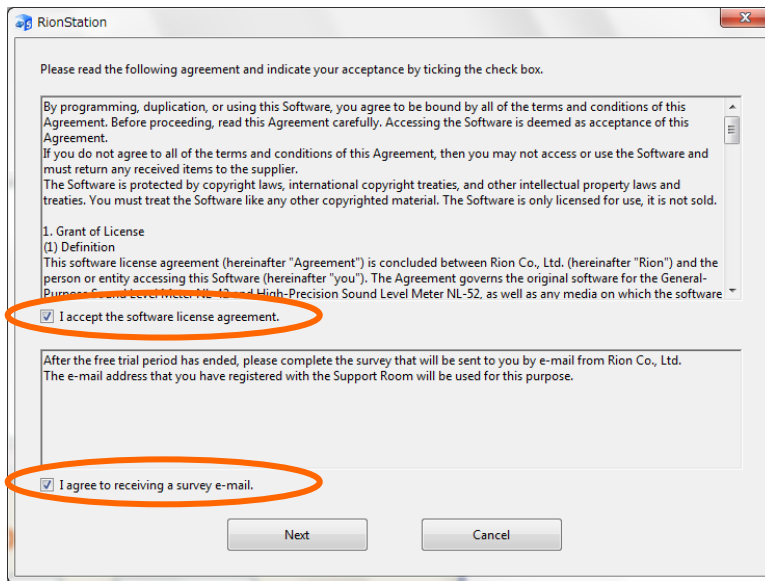 RionStation
Please read the following agreement and indicate your acceptance by ticking the check box.
By programming, duplication, or using this Software, you agree to be bound by all of the terms and conditions of this
Agreement. Before proceeding, read this Agreement carefully. Accessing the Software is deemed as acceptance of this
Agreement.
If you do not agree to all of the terms and conditions of this Agreement, then you may not access or use the Software and
must return any received items to the supplier.
The Software is protected by copyright laws, international copyright treaties, and other intellectual property laws and
treaties. You must treat the Software like any other copyrighted material. The Software is only licensed for use, it is not sold.
1. Grant of License
(1) Definition
This software license agreement (hereinafter "Agreement") is concluded between Rion Co., Ltd. (hereinafter "Rion") and the
person or entity accessing this Software (hereinafter "you"). The Agreement governs the original software for the General-
Purpose Sound Level Meter NL-42 and High-Precision Sound Level Meter NL-52, as well as any media on which the software
I accept the software license agreement.
After the free trial period has ended, please complete the survey that will be sent to you by e-mail from Rion Co., Ltd.
The e-mail address that you have registered with the Support Room will be used for this purpose.
I agree to receiving a survey e-mail.
Next
Cancel